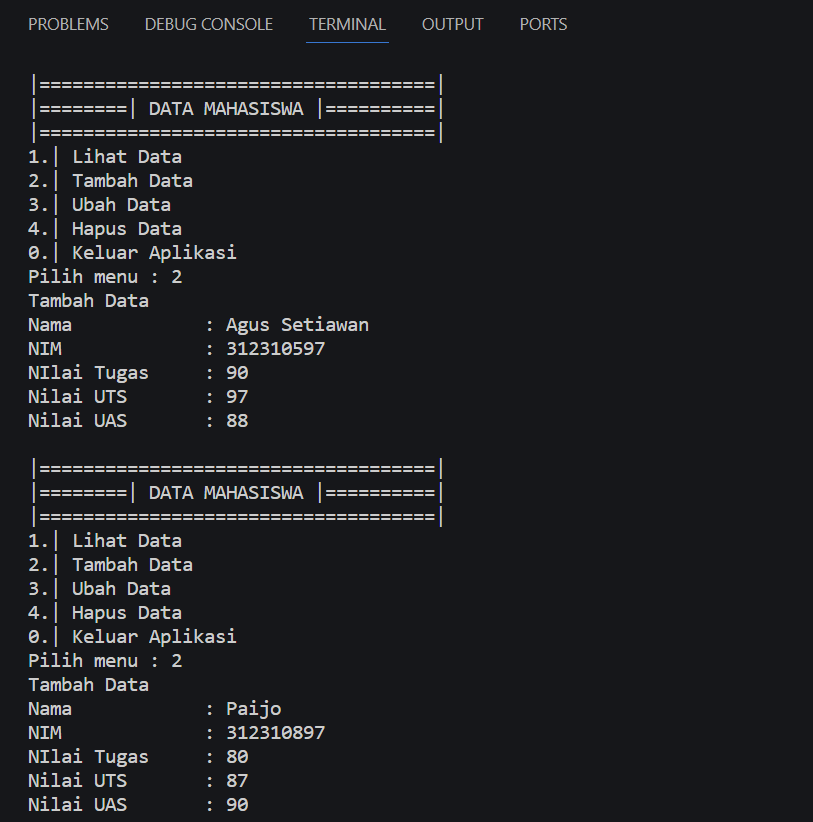 PROBLEMS DEBUG CONSOLE TERMINAL OUTPUT PORTS
|====================================|
|========| DATA MAHASISWA |==========|
|====================================|
1.| Lihat Data
2.| Tambah Data
3.| Ubah Data
4.| Hapus Data
0.| Keluar Aplikasi
Pilih menu : 2
Tambah Data
Nama            : Agus Setiawan
NIM             : 312310597
NIlai Tugas     : 90
Nilai UTS       : 97
Nilai UAS       : 88
|====================================|
|========| DATA MAHASISWA |==========|
|====================================|
1.| Lihat Data
2.| Tambah Data
3.| Ubah Data
4.| Hapus Data
0.| Keluar Aplikasi
Pilih menu : 2
Tambah Data
Nama            : Paijo
NIM             : 312310897
NIlai Tugas     : 80
Nilai UTS       : 87
Nilai UAS       : 90